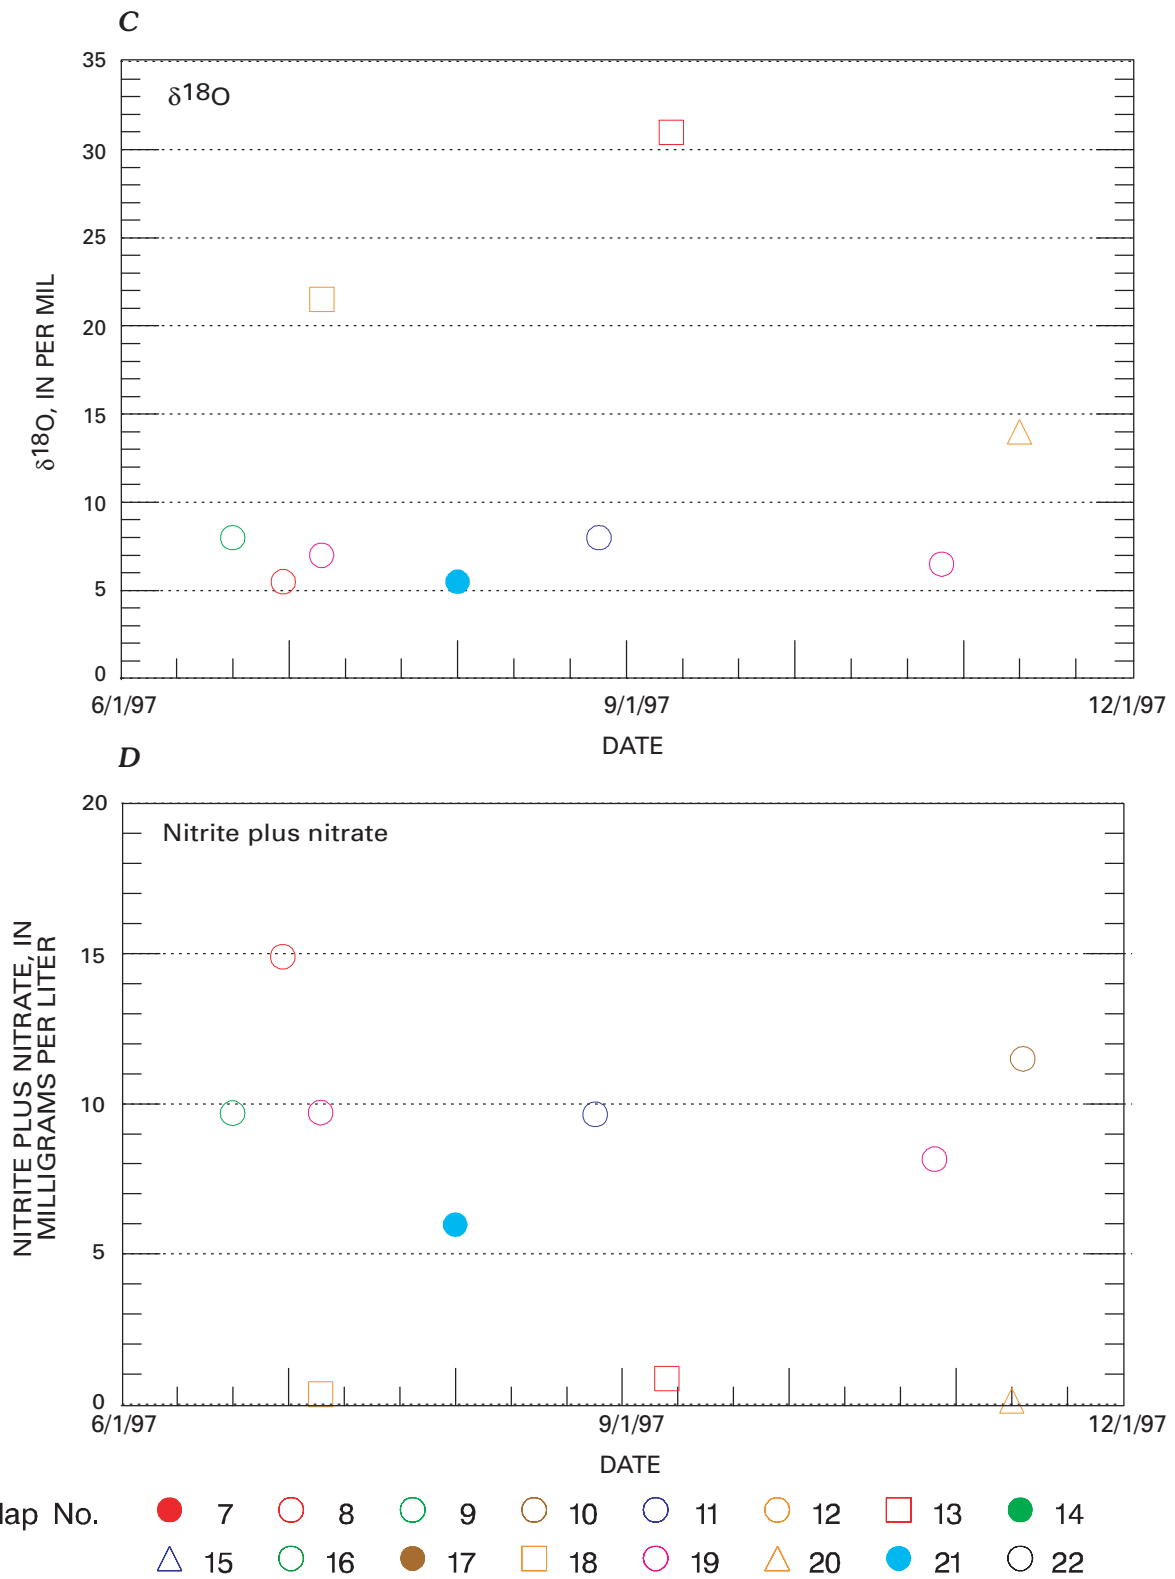 C
35
δ18O
30
25
20
15
10
5
0
δ18O, IN PER MIL
6/1/97 9/1/97 12/1/97
DATE
D
20
Nitrite plus nitrate
15
10
5
0
NITRITE PLUS NITRATE, IN
MILLIGRAMS PER LITER
6/1/97 9/1/97 12/1/97
DATE
lap No. 7 8 9 10 11 12 13 14
15 16 17 18 19 20 21 22